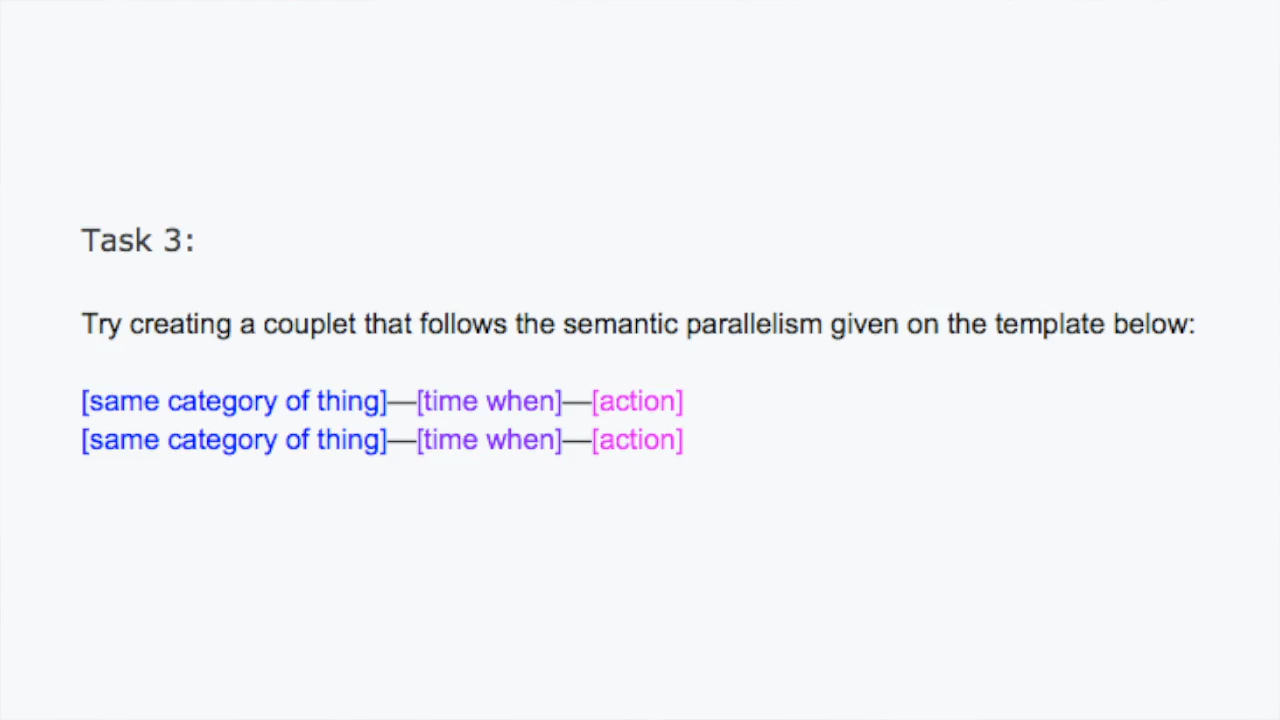 Task 3:
Try creating a couplet that follows the semantic parallelism given on the template below:
[same category of thing]—[time when]—[action]
[same category of thing]—[time when]—[action]